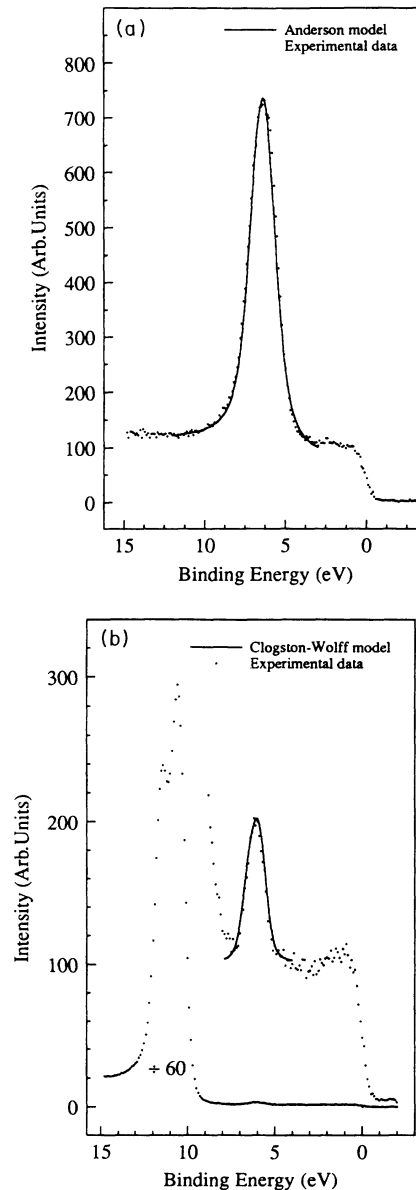 (a)
Anderson model
Experimental data
800
700
600
500
400
300
200
100
0
Intensity (Arb.Units)
15 10 5 0
Binding Energy (eV)
(b)
Clogston-Wolff model
Experimental data
300
200
100
0
Intensity (Arb.Units)
÷ 60
15 10 5 0
Binding Energy (eV)